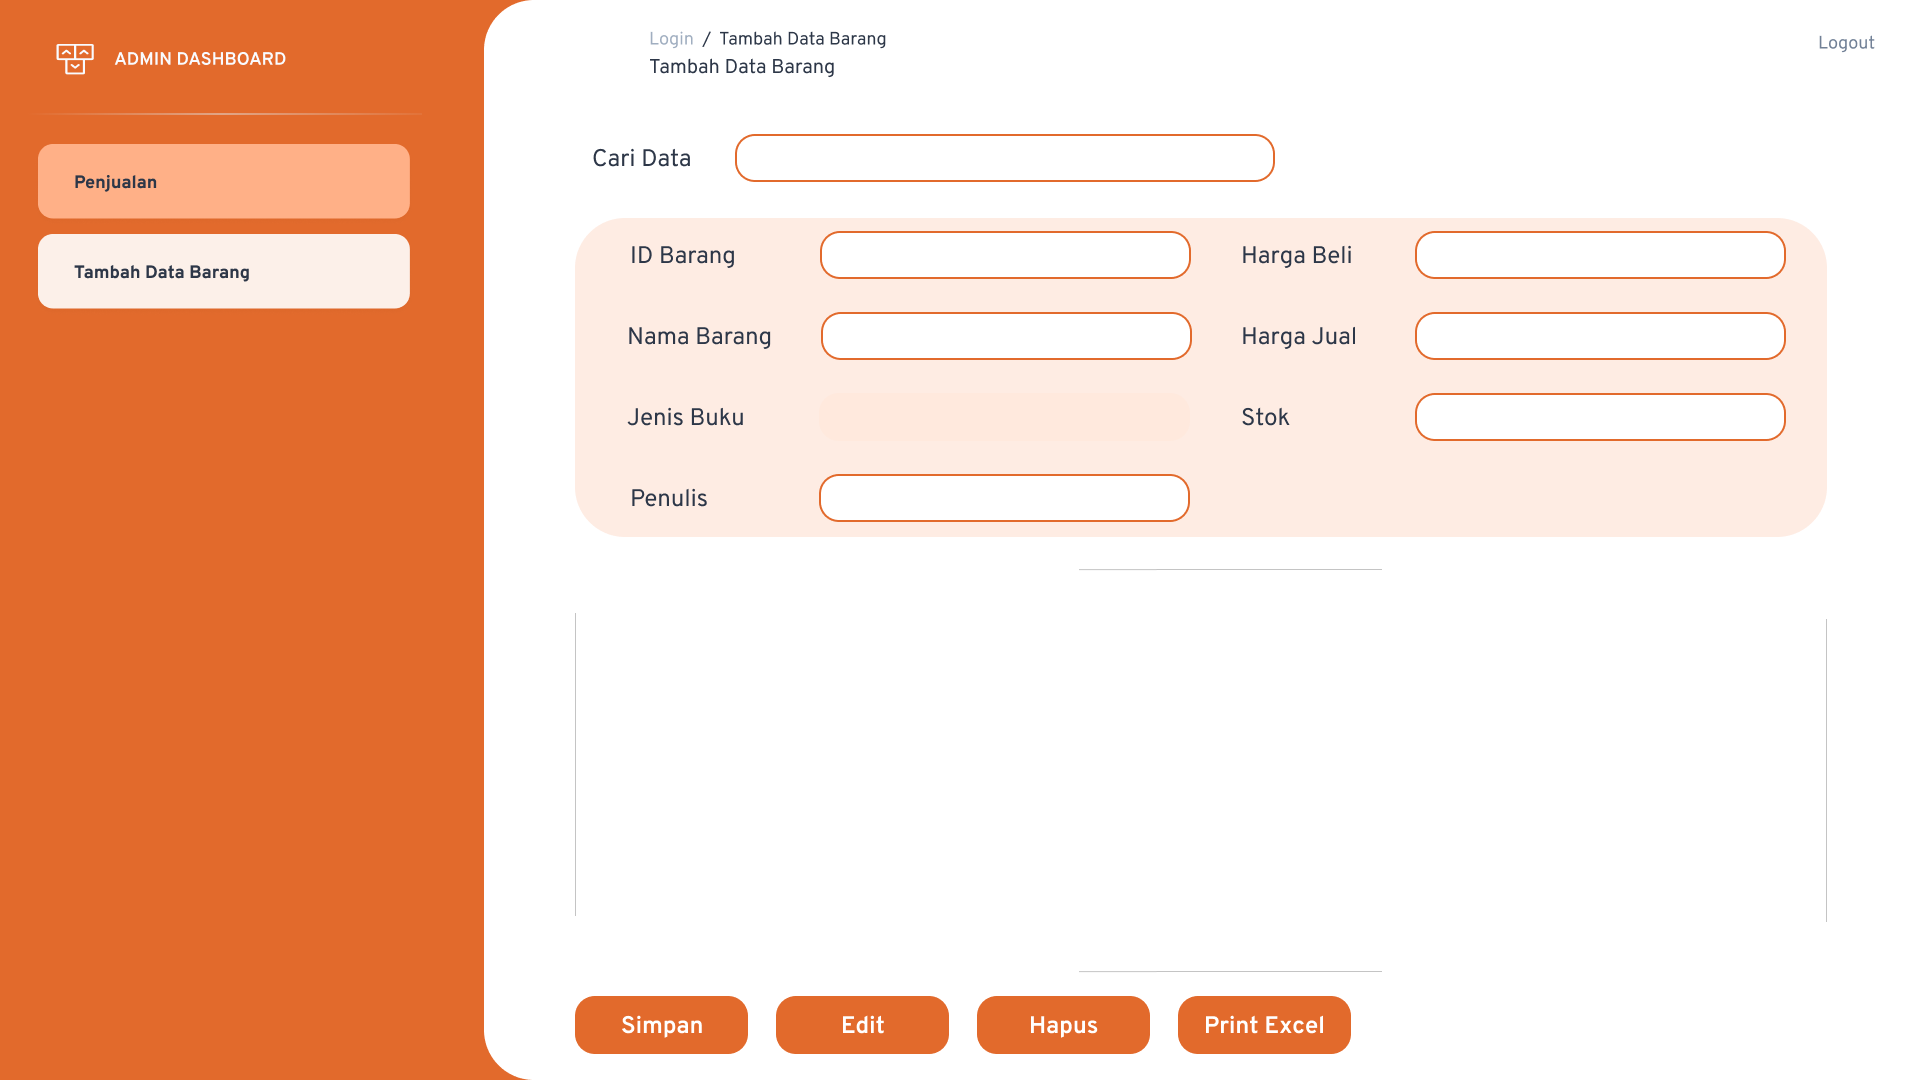 ADMIN DASHBOARD
Penjualan
Tambah Data Barang
Login / Tambah Data Barang
Tambah Data Barang
Logout
Cari Data
ID Barang
Harga Beli
Nama Barang
Harga Jual
Jenis Buku
Stok
Penulis
Simpan
Edit
Hapus
Print Excel